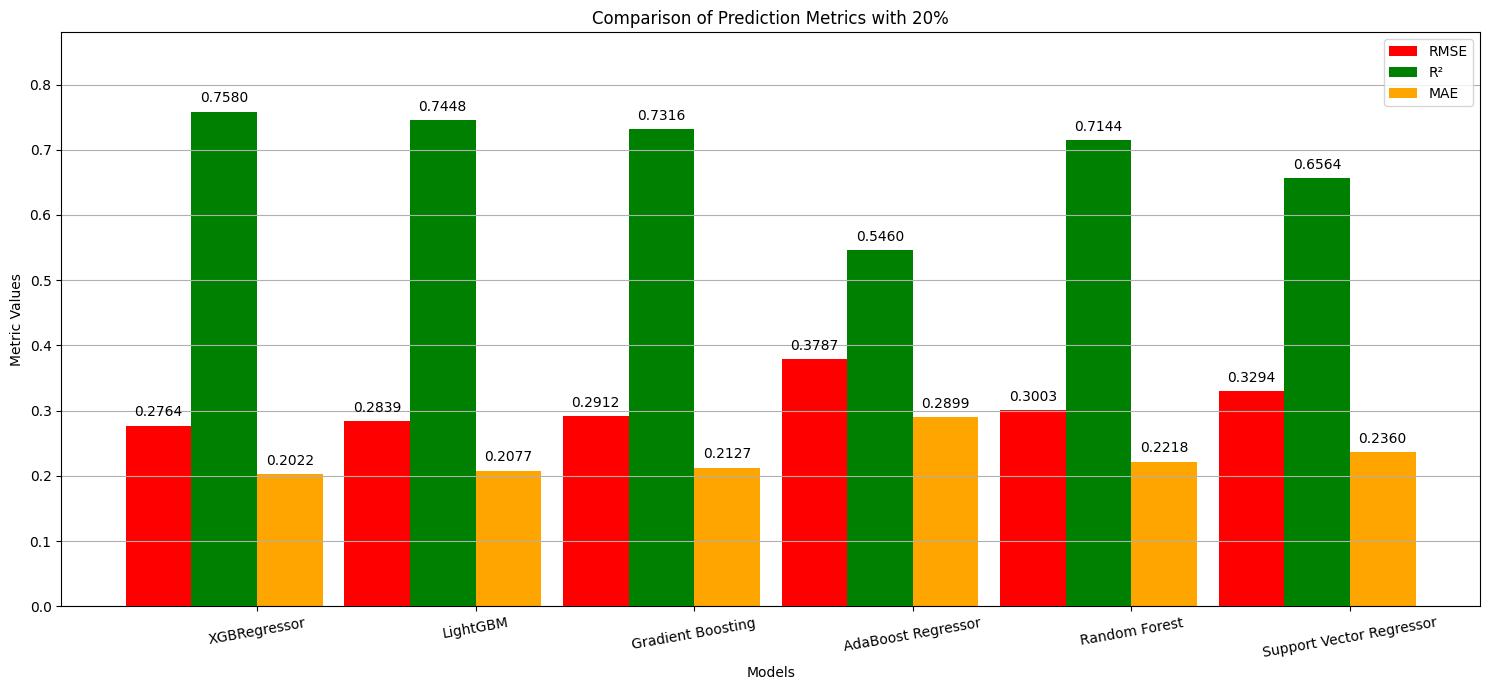 Comparison of Prediction Metrics with 20%
RMSE
R²
MAE
Metric Values
0.8
0.7
0.6
0.5
0.4
0.3
0.2
0.1
0.0
0.2764
0.7580
0.2022
0.2839
0.7448
0.2077
0.2912
0.7316
0.2127
0.3787
0.5460
0.2899
0.3003
0.7144
0.2218
0.3294
0.6564
0.2360
XGBRegressor
LightGBM
Gradient Boosting
AdaBoost Regressor
Random Forest
Support Vector Regressor
Models